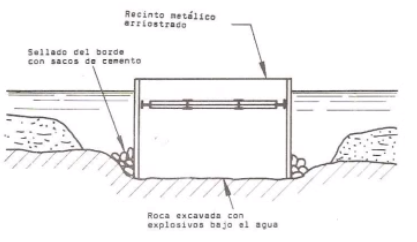 Recinto metálico
arriostrado
Sellado del borde
con sacos de cemento
Roca excavada con
explosivos bajo el agua